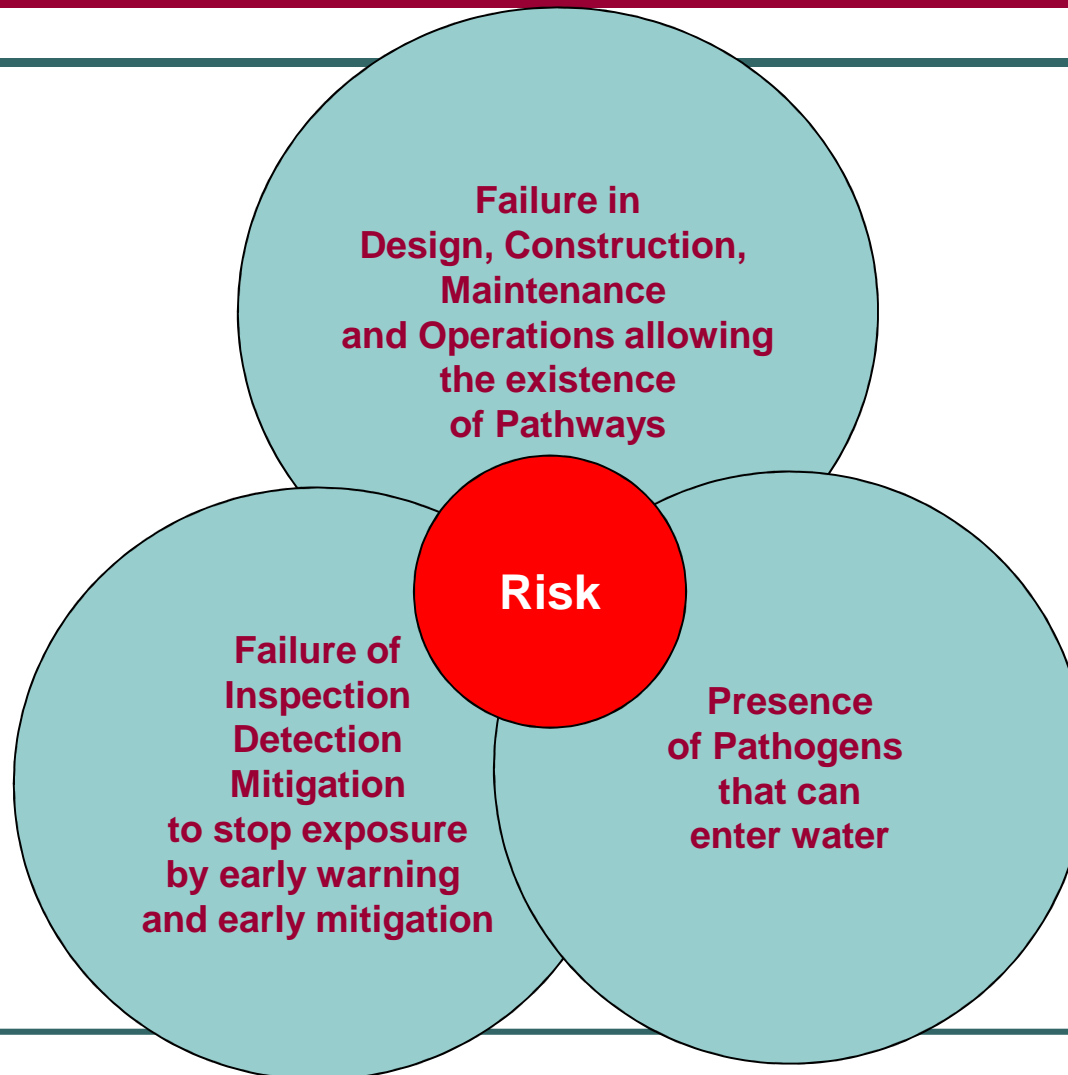 Failure in
Design, Construction,
Maintenance
and Operations allowing
the existence
of Pathways
Risk
Failure of
Inspection
Detection
Mitigation
to stop exposure
by early warning
and early mitigation
Presence
of Pathogens
that can
enter water